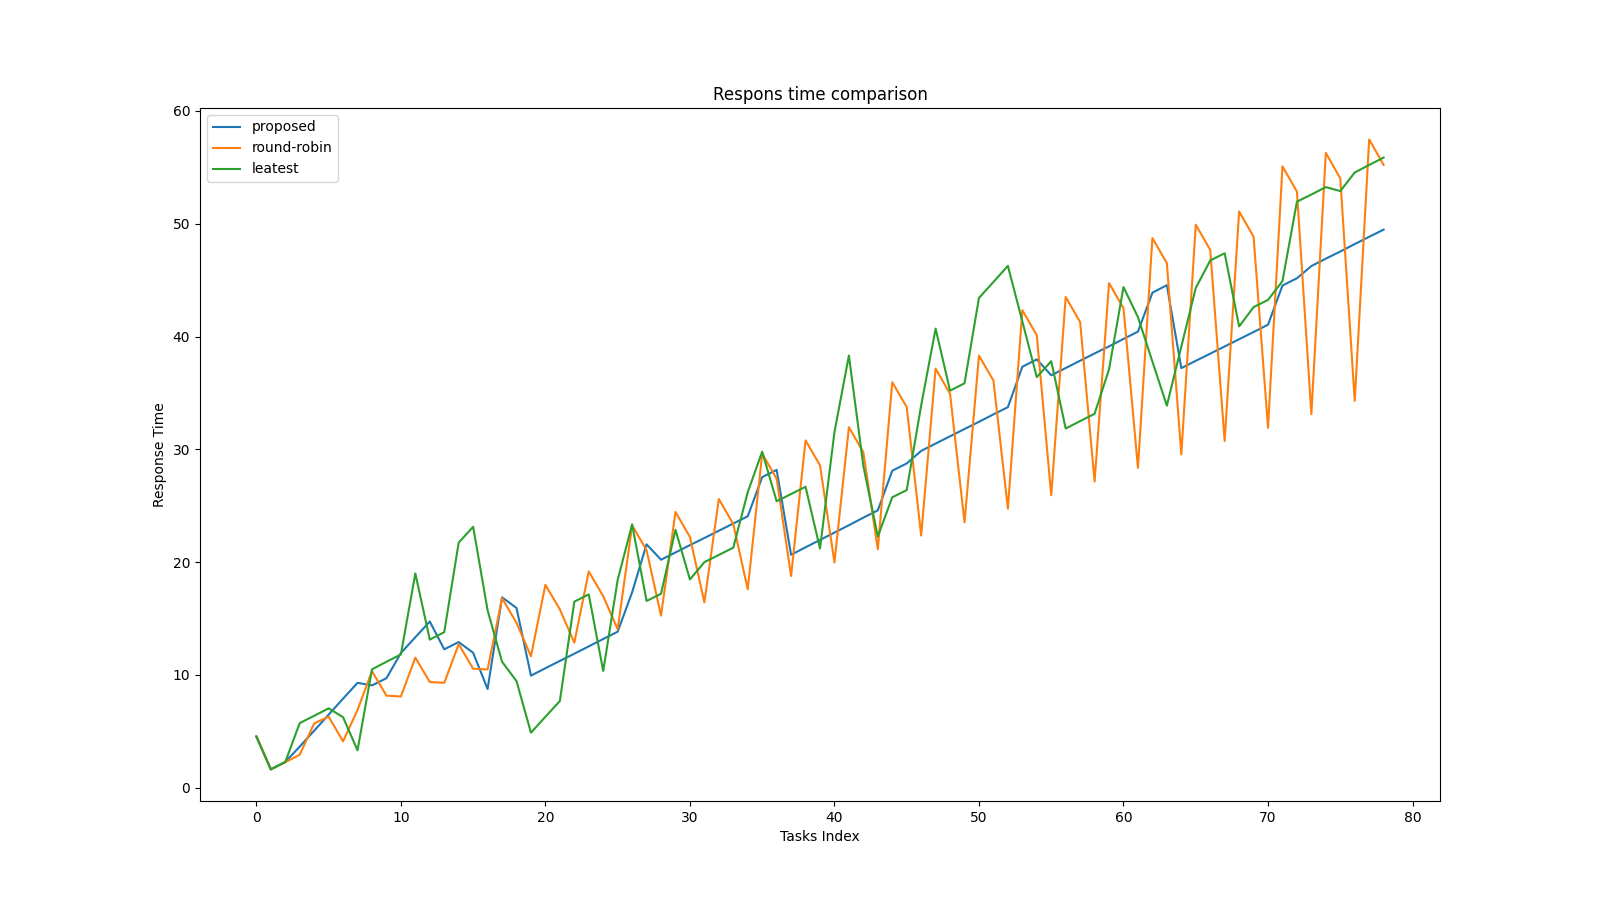 Respons time comparison
proposed
round-robin
leatest
Response Time
60
50
40
30
20
10
0
0 10 20 30 40 50 60 70 80
Tasks Index